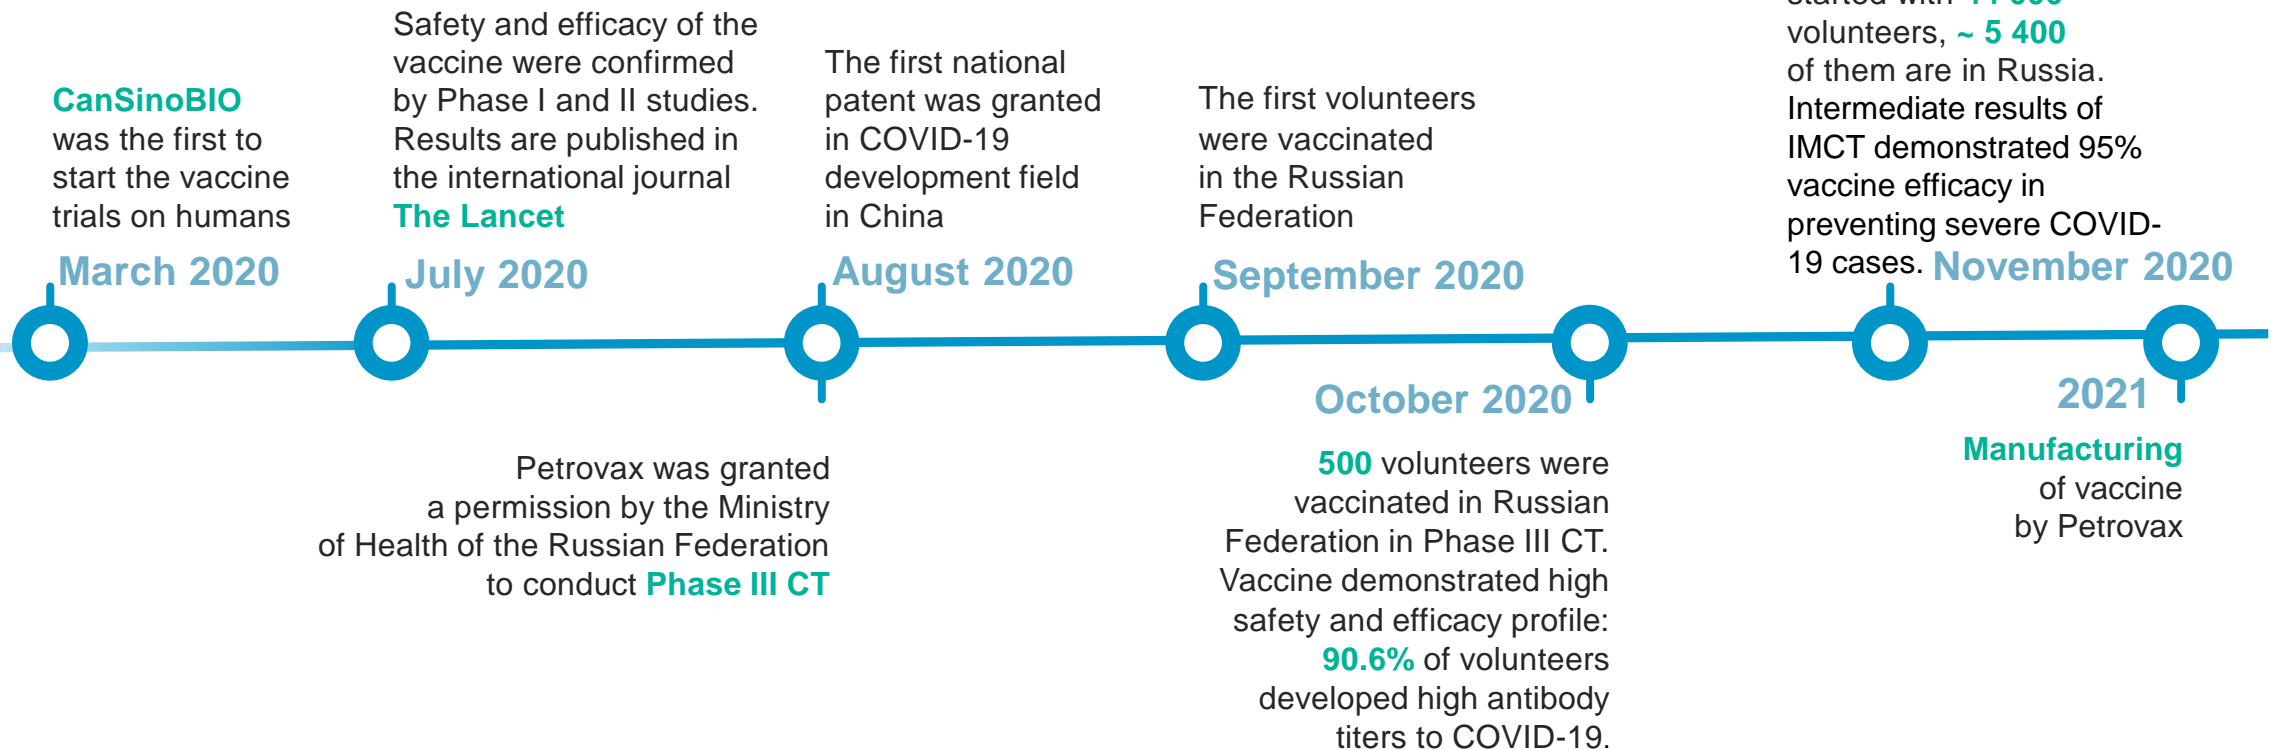 CanSinoBIO
was the first to
start the vaccine
trials on humans
March 2020
Safety and efficacy of the
vaccine were confirmed
by Phase I and II studies.
Results are published in
the international journal
The Lancet
July 2020
The first national
patent was granted
in COVID-19
development field
in China
August 2020
Petrovax was granted
a permission by the Ministry
of Health of the Russian Federation
to conduct Phase III CT
The first volunteers
were vaccinated
in the Russian
Federation
September 2020
October 2020
500 volunteers were
vaccinated in Russian
Federation in Phase III CT.
Vaccine demonstrated high
safety and efficacy profile:
90.6% of volunteers
developed high antibody
titers to COVID-19.
started with
volunteers, ~ 5 400
of them are in Russia.
Intermediate results of
IMCT demonstrated 95%
vaccine efficacy in
preventing severe COVID-
19 cases.
November 2020
2021
Manufacturing
of vaccine
by Petrovax